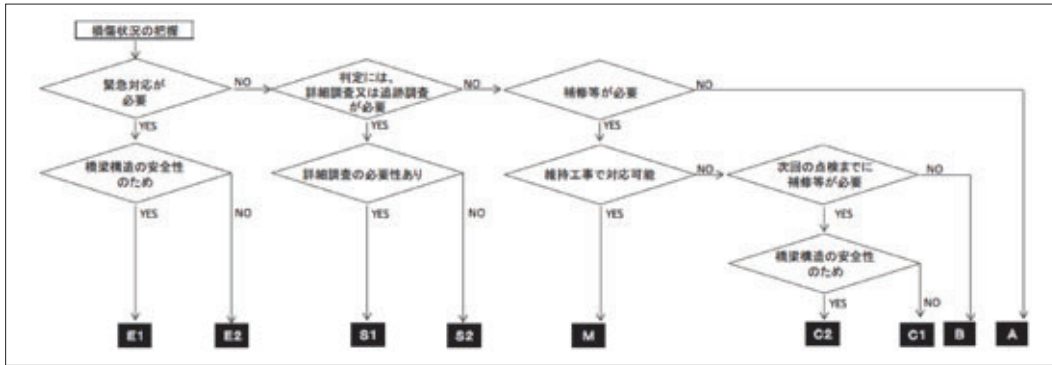 損傷状況の把握
緊急対応が
必要
NO
判定には、
詳細調査又は追跡調査
が必要
NO
補修等が必要
NO
YES
YES
YES
橋梁構造の安全性
のため
詳細調査の必要性あり
維持工事で対応可能
NO
次回の点検までに
補修等が必要
NO
YES
NO
YES
NO
YES
YES
橋梁構造の安全性
のため
YES
NO
E1
E2
S1
S2
M
C2
C1
B
A